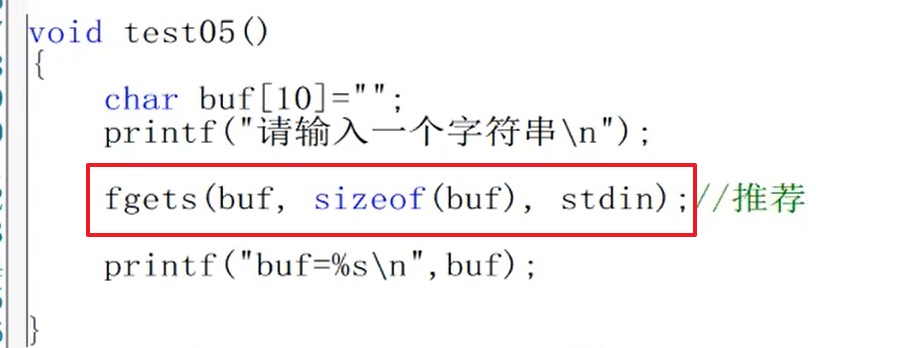 void test05()
{
char buf[10]="";
printf("请输入一个字符串\n");
fgets(buf, sizeof(buf), stdin);//推荐
printf("buf=%s\n",buf);
}